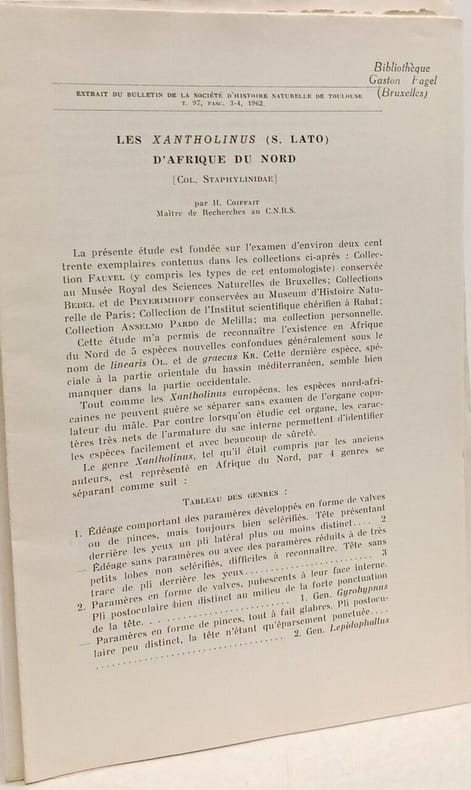 Bibliothèque
Gaston Fagel
(Bruxelles)
EXTRAIT DU BULLETIN DE LA SOCIÉTÉ D'HISTOIRE NATURELLE DE TOULOUSE
T. 97, FASC. 3-4, 1962.
LES XANTHOLINUS (S. LATO)
D'AFRIQUE DU NORD
[COL. STAPHYLINIDAE]
par H. COIFFAIT
Maître de Recherches au C.N.R.S.
La présente étude est fondée sur l'examen d'environ deux cent
trente exemplaires contenus dans les collections ci-après : Collec-
tion FAUVEL (y compris les types de cet entomologiste) conservée
au Musée Royal des Sciences Naturelles de Bruxelles; Collections
BEDEL et de PEYERIMHOFF conservées au Museum d'Histoire Natu-
relle de Paris; Collection de l'Institut scientifique chérifien à Rabat;
Collection ANSELMO PARDO de Melilla; ma collection personnelle.
Cette étude m'a permis de reconnaître l'existence en Afrique
du Nord de 5 espèces nouvelles confondues généralement sous le
nom de linearis OL. et de graecus KR. Cette dernière espèce, spé-
ciale à la partie orientale du bassin méditerranéen, semble bien
manquer dans la partie occidentale.
Tout comme les Xantholinus européens, les espèces nord-afri-
caines ne peuvent guère se séparer sans examen de l'organe copu-
lateur du mâle. Par contre lorsqu'on étudie cet organe, les carac-
tères très nets de l'armature du sac interne permettent d'identifier
les espèces facilement et avec beaucoup de sûreté.
Le genre Xantholinus, tel qu'il était compris par les anciens
auteurs, est représenté en Afrique du Nord, par 4 genres se
séparant comme suit :
TABLEAU DES GENRES :
1. Édéage comportant des paramères développés en forme de valves
ou de pinces, mais toujours bien sclérifiés. Tête présentant
derrière les yeux un pli latéral plus ou moins distinct.... 2
— Édéage sans paramères ou avec des paramères réduits à de très
petits lobes non sclérifiés, difficiles à reconnaître. Tête sans
trace de pli derrière les yeux........................ 3
2. Paramères en forme de valves, pubescents à leur face interne.
Pli postoculaire bien distinct au milieu de la forte ponctuation
de la tête. .......................... 1. Gen. Gyrohypnus
— Paramères en forme de pinces, tout à fait glabres. Pli postocu-
laire peu distinct, la tête n'étant qu'éparsement ponctuée....
.................................. 2. Gen. Lepidophallus